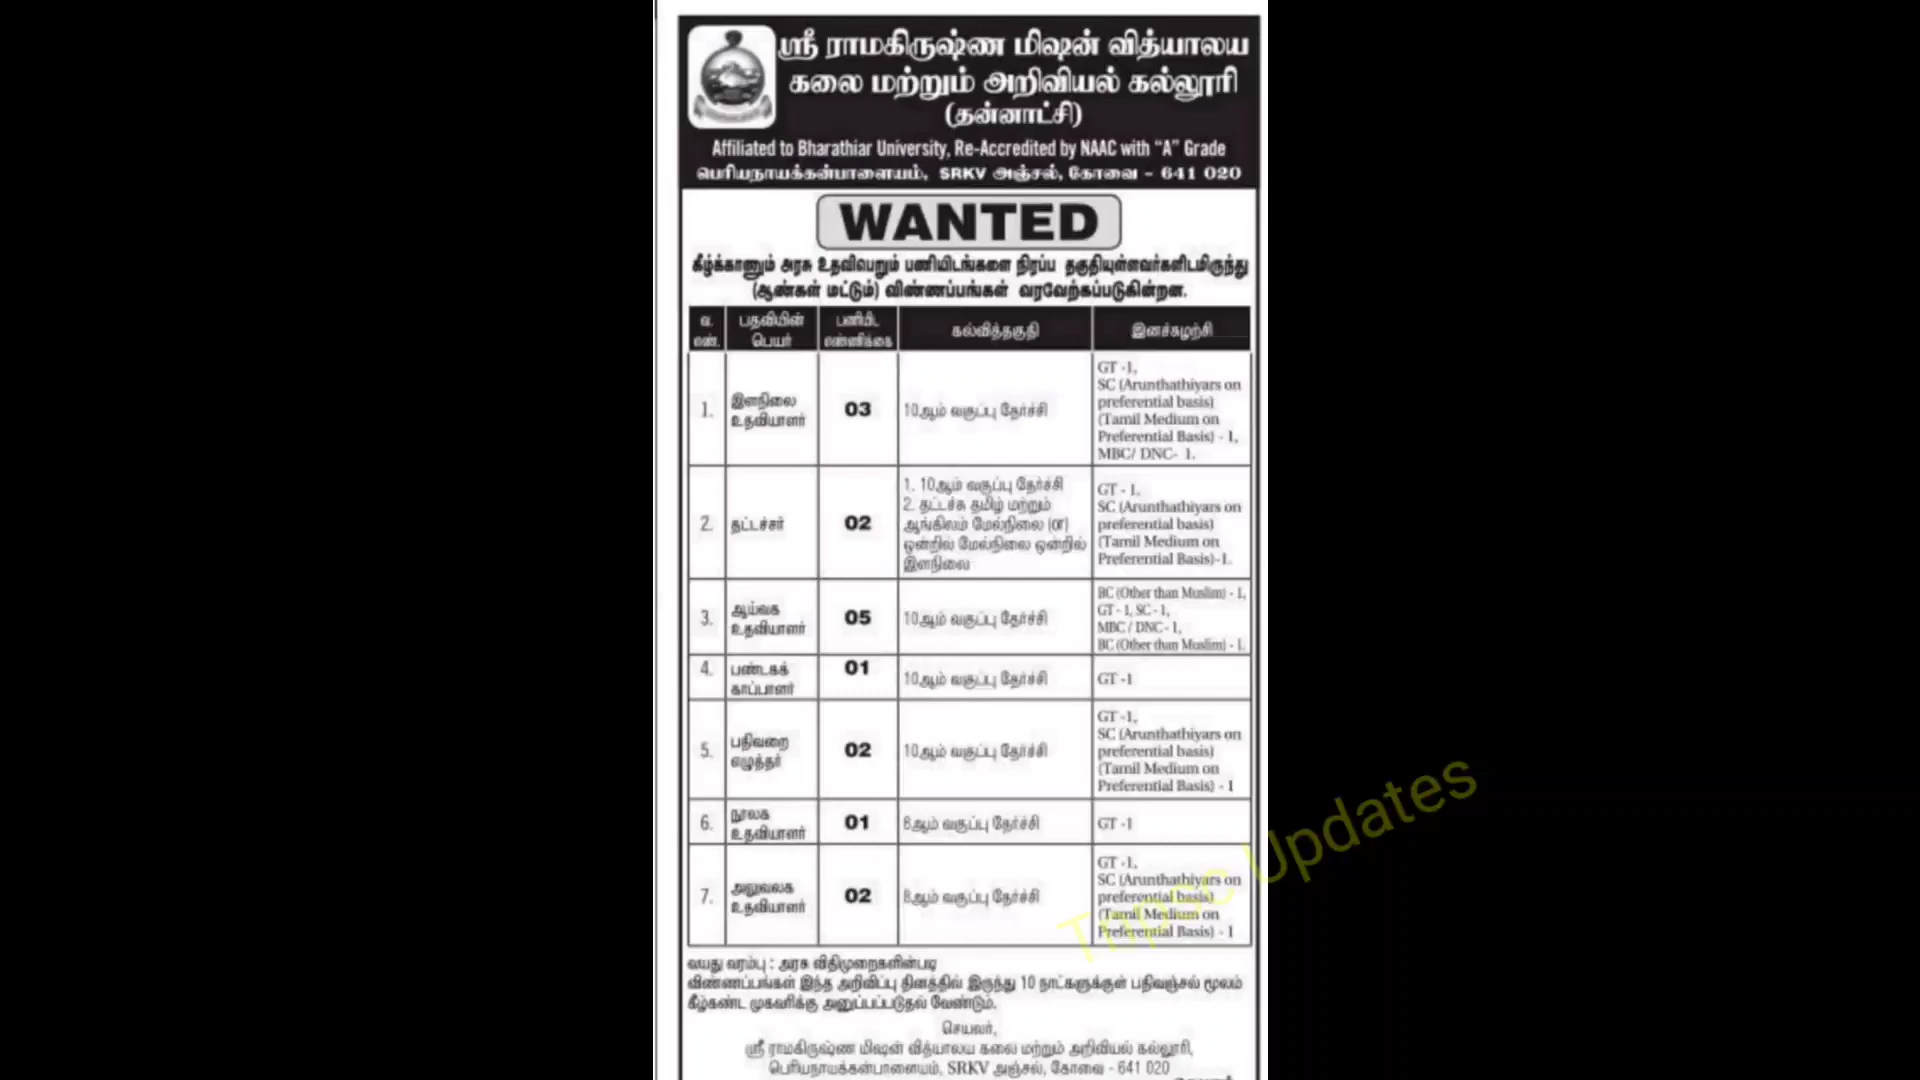 ஸ்ரீ ராமகிருஷ்ண மிஷன் வித்யாலய
கலை மற்றும் அறிவியல் கல்லூரி
(தன்னாட்சி)
Affiliated to Bharathiar University, Re-Accredited by NAAC with "A" Grade
பெரியநாயக்கன்பாளையம், SRKV அஞ்சல், கோவை - 641 020
WANTED
கீழ்க்காணும் அரசு உதவிபெறும் பணியிடங்களை நிரப்ப தகுதியுள்ளவர்களிடமிருந்து
(ஆண்கள் மட்டும்) விண்ணப்பங்கள் வரவேற்கப்படுகின்றன.
வ. எண். பதவியின் பெயர் பணியிட எண்ணிக்கை கல்வித்தகுதி இனச்சுழற்சி
1. இளநிலை உதவியாளர் 03 10ஆம் வகுப்பு தேர்ச்சி
GT -1,
SC (Arunthathiyars on
preferential basis)
(Tamil Medium on
Preferential Basis) - 1,
MBC/ DNC- 1.
2. தட்டச்சர் 02
1. 10ஆம் வகுப்பு தேர்ச்சி
2. தட்டச்சு தமிழ் மற்றும்
ஆங்கிலம் மேல்நிலை (or)
ஒன்றில் மேல்நிலை ஒன்றில்
இளநிலை
GT - 1,
SC (Arunthathiyars on
preferential basis)
(Tamil Medium on
Preferential Basis)-1.
3. ஆய்வக உதவியாளர் 05 10ஆம் வகுப்பு தேர்ச்சி
BC (Other than Muslim) - 1,
GT - 1, SC - 1,
MBC / DNC - 1,
BC (Other than Muslim) - 1.
4. பண்டகக் காப்பாளர் 01 10ஆம் வகுப்பு தேர்ச்சி GT -1
5. பதிவறை எழுத்தர் 02 10ஆம் வகுப்பு தேர்ச்சி
GT -1,
SC (Arunthathiyars on
preferential basis)
(Tamil Medium on
Preferential Basis) - 1
6. நூலக உதவியாளர் 01 8ஆம் வகுப்பு தேர்ச்சி GT -1
7. அலுவலக உதவியாளர் 02 8ஆம் வகுப்பு தேர்ச்சி
GT -1,
SC (Arunthathiyars on
preferential basis)
(Tamil Medium on
Preferential Basis) - 1
வயது வரம்பு : அரசு விதிமுறைகளின்படி
விண்ணப்பங்கள் இந்த அறிவிப்பு தினத்தில் இருந்து 10 நாட்களுக்குள் பதிவஞ்சல் மூலம்
கீழ்கண்ட முகவரிக்கு அனுப்பப்படுதல் வேண்டும்.
செயலர்,
ஸ்ரீ ராமகிருஷ்ண மிஷன் வித்யாலய கலை மற்றும் அறிவியல் கல்லூரி,
பெரியநாயக்கன்பாளையம், SRKV அஞ்சல், கோவை - 641 020
Updates